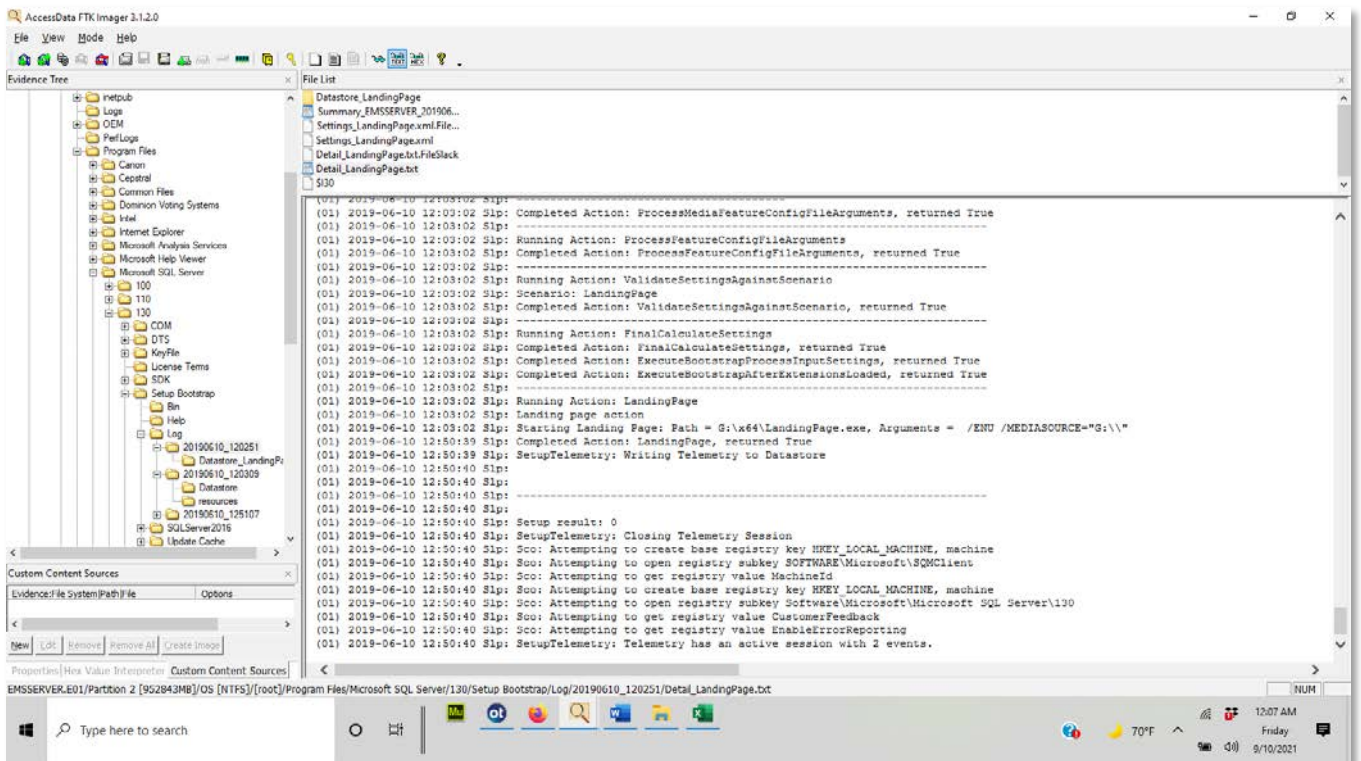 AccessData FTK Imager 3.1.2.0
File View Mode Help
Evidence Tree
inetpub
Logs
OEM
PerfLogs
Program Files
Canon
Cepstral
Common Files
Dominion Voting Systems
Intel
Internet Explorer
Microsoft Analysis Services
Microsoft Help Viewer
Microsoft SQL Server
100
110
130
COM
DTS
KeyFile
License Terms
SDK
Setup Bootstrap
Bin
Help
Log
20190610_120251
Datastore_LandingPa
20190610_120309
Datastore
resources
20190610_125107
SQLServer2016
Update Cache
Custom Content Sources
Evidence:File System|Path|File Options
New Edit Remove Remove All Create Image
Properties Hex Value Interpreter Custom Content Sources
File List
Datastore_LandingPage
Summary_EMSSERVER_201906...
Settings_LandingPage.xml.File...
Settings_LandingPage.xml
Detail_LandingPage.txt.FileSlack
Detail_LandingPage.txt
$I30
(01) 2019-06-10 12:03:02 Slp: ----------------------------------------
(01) 2019-06-10 12:03:02 Slp: Completed Action: ProcessMediaFeatureConfigFileArguments, returned True
(01) 2019-06-10 12:03:02 Slp: ----------------------------------------------------------------------
(01) 2019-06-10 12:03:02 Slp: Running Action: ProcessFeatureConfigFileArguments
(01) 2019-06-10 12:03:02 Slp: Completed Action: ProcessFeatureConfigFileArguments, returned True
(01) 2019-06-10 12:03:02 Slp: ----------------------------------------------------------------------
(01) 2019-06-10 12:03:02 Slp: Running Action: ValidateSettingsAgainstScenario
(01) 2019-06-10 12:03:02 Slp: Scenario: LandingPage
(01) 2019-06-10 12:03:02 Slp: Completed Action: ValidateSettingsAgainstScenario, returned True
(01) 2019-06-10 12:03:02 Slp: ----------------------------------------------------------------------
(01) 2019-06-10 12:03:02 Slp: Running Action: FinalCalculateSettings
(01) 2019-06-10 12:03:02 Slp: Completed Action: FinalCalculateSettings, returned True
(01) 2019-06-10 12:03:02 Slp: Completed Action: ExecuteBootstrapProcessInputSettings, returned True
(01) 2019-06-10 12:03:02 Slp: Completed Action: ExecuteBootstrapAfterExtensionsLoaded, returned True
(01) 2019-06-10 12:03:02 Slp: ----------------------------------------------------------------------
(01) 2019-06-10 12:03:02 Slp: Running Action: LandingPage
(01) 2019-06-10 12:03:02 Slp: Landing page action
(01) 2019-06-10 12:03:02 Slp: Starting Landing Page: Path = G:\x64\LandingPage.exe, Arguments = /ENU /MEDIASOURCE="G:\\"
(01) 2019-06-10 12:50:39 Slp: Completed Action: LandingPage, returned True
(01) 2019-06-10 12:50:39 Slp: SetupTelemetry: Writing Telemetry to Datastore
(01) 2019-06-10 12:50:40 Slp:
(01) 2019-06-10 12:50:40 Slp: ----------------------------------------------------------------------
(01) 2019-06-10 12:50:40 Slp:
(01) 2019-06-10 12:50:40 Slp: Setup result: 0
(01) 2019-06-10 12:50:40 Slp: SetupTelemetry: Closing Telemetry Session
(01) 2019-06-10 12:50:40 Slp: Sco: Attempting to create base registry key HKEY_LOCAL_MACHINE, machine
(01) 2019-06-10 12:50:40 Slp: Sco: Attempting to open registry subkey SOFTWARE\Microsoft\SQMClient
(01) 2019-06-10 12:50:40 Slp: Sco: Attempting to get registry value MachineId
(01) 2019-06-10 12:50:40 Slp: Sco: Attempting to create base registry key HKEY_LOCAL_MACHINE, machine
(01) 2019-06-10 12:50:40 Slp: Sco: Attempting to open registry subkey Software\Microsoft\Microsoft SQL Server\130
(01) 2019-06-10 12:50:40 Slp: Sco: Attempting to get registry value CustomerFeedback
(01) 2019-06-10 12:50:40 Slp: Sco: Attempting to get registry value EnableErrorReporting
(01) 2019-06-10 12:50:40 Slp: SetupTelemetry: Telemetry has an active session with 2 events.
EMSSERVER.E01/Partition 2 [952843MB]/OS [NTFS]/[root]/Program Files/Microsoft SQL Server/130/Setup Bootstrap/Log/20190610_120251/Detail_LandingPage.txt
NUM
Type here to search
Mu
ot
70°F
12:07 AM
Friday
9/10/2021